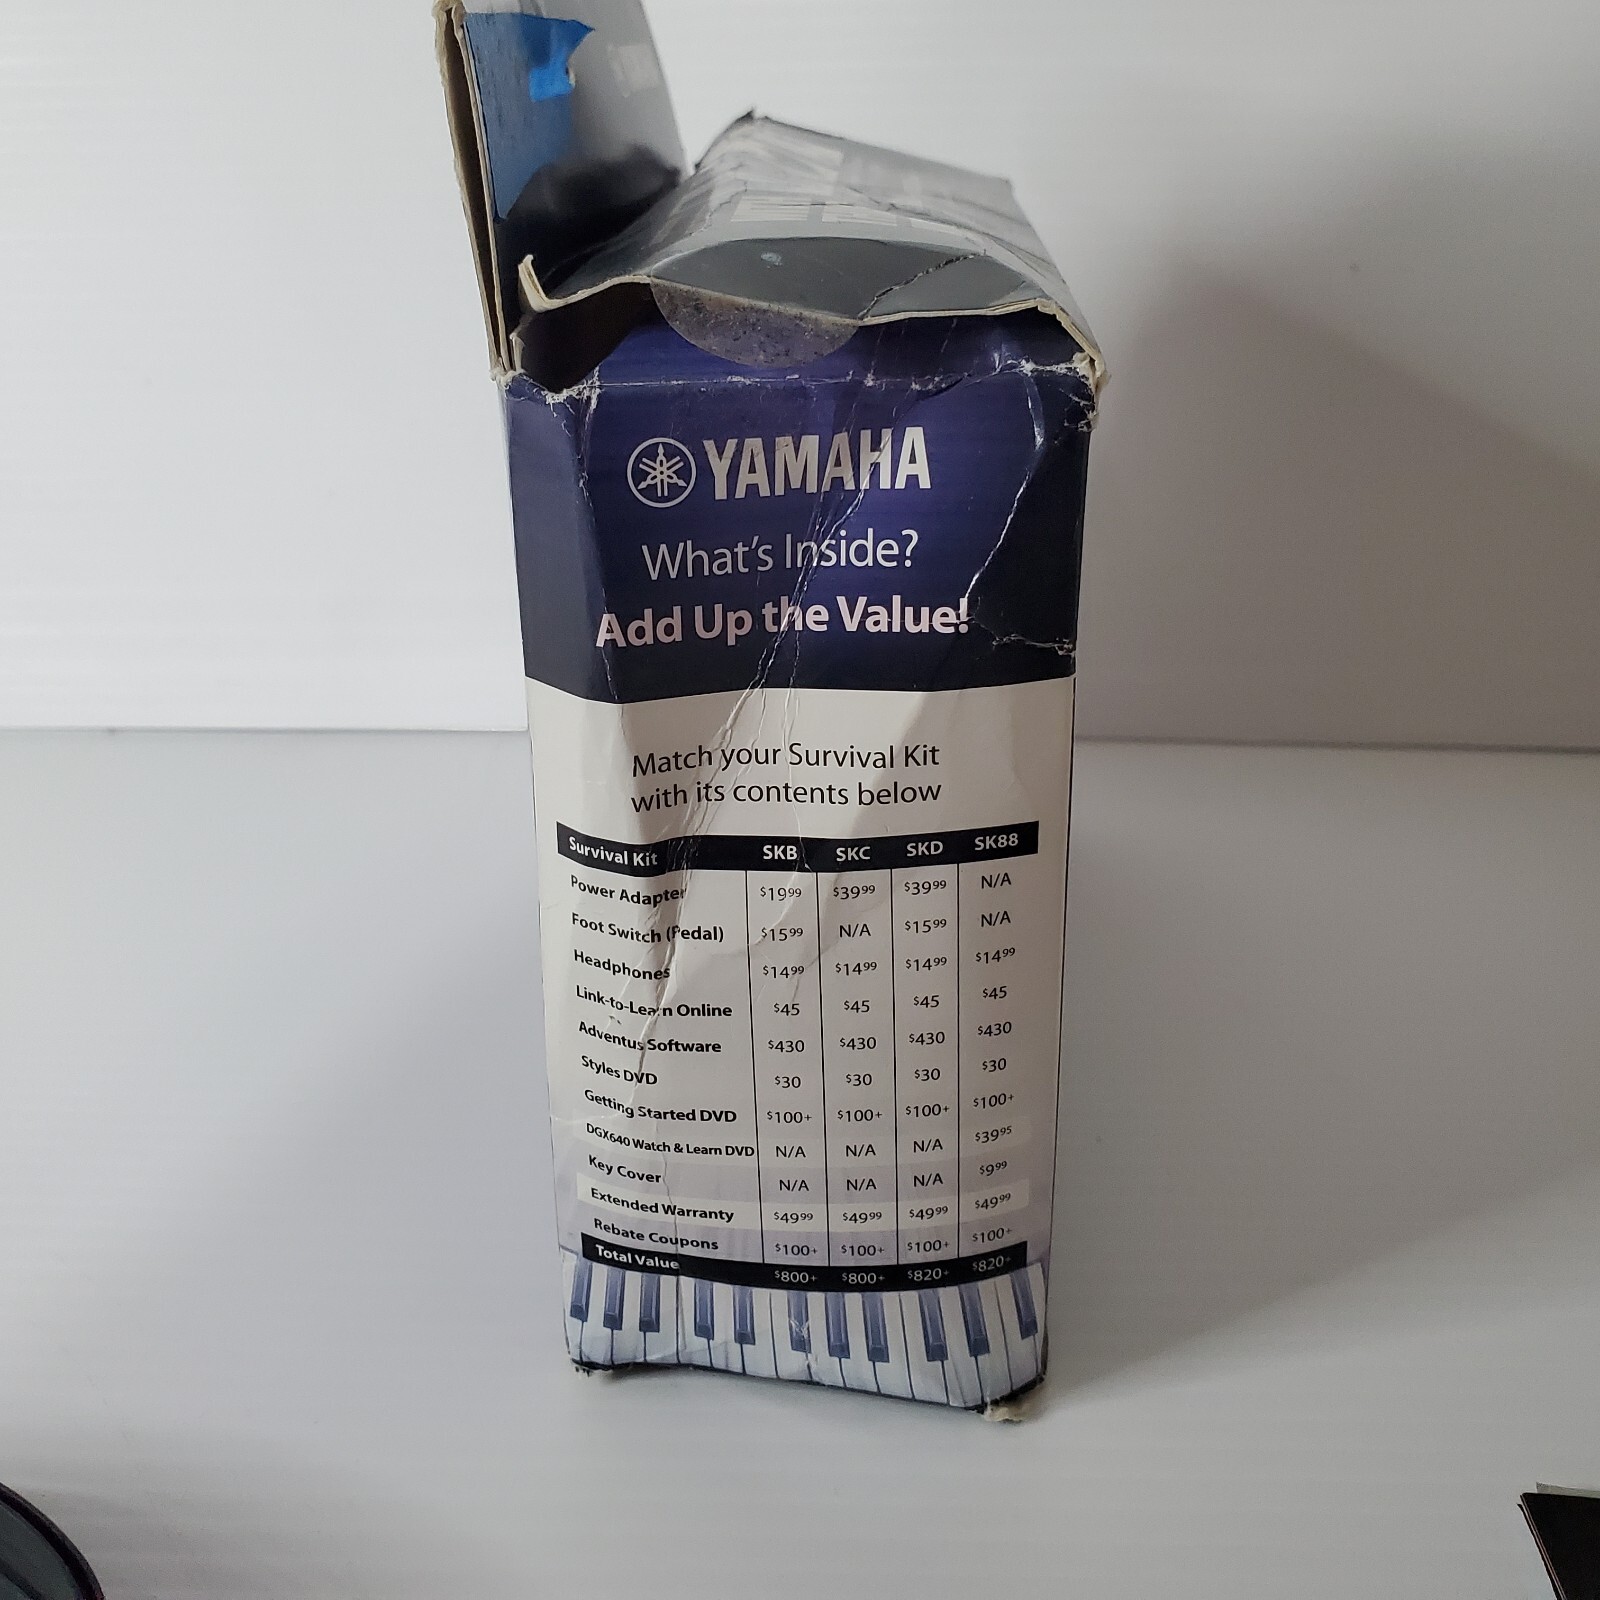 YAMAHA
What's Inside?
Add Up the Value!
Match your Survival Kit
with its contents below
Survival Kit SKB SKC SKD SK88
Power Adapter $19.99 $39.99 $39.99 N/A
Foot Switch (Pedal) $15.99 N/A $15.99 N/A
Headphones $14.99 $14.99 $14.99 $14.99
Link-to-Learn Online $45 $45 $45 $45
Adventus Software $430 $430 $430 $430
Styles DVD $30 $30 $30 $30
Getting Started DVD $100+ $100+ $100+ $100+
DGX640 Watch & Learn DVD N/A N/A N/A $39.95
Key Cover N/A N/A N/A $9.99
Extended Warranty $49.99 $49.99 $49.99 $49.99
Rebate Coupons $100+ $100+ $100+ $100+
Total Value $800+ $800+ $820+ $820+